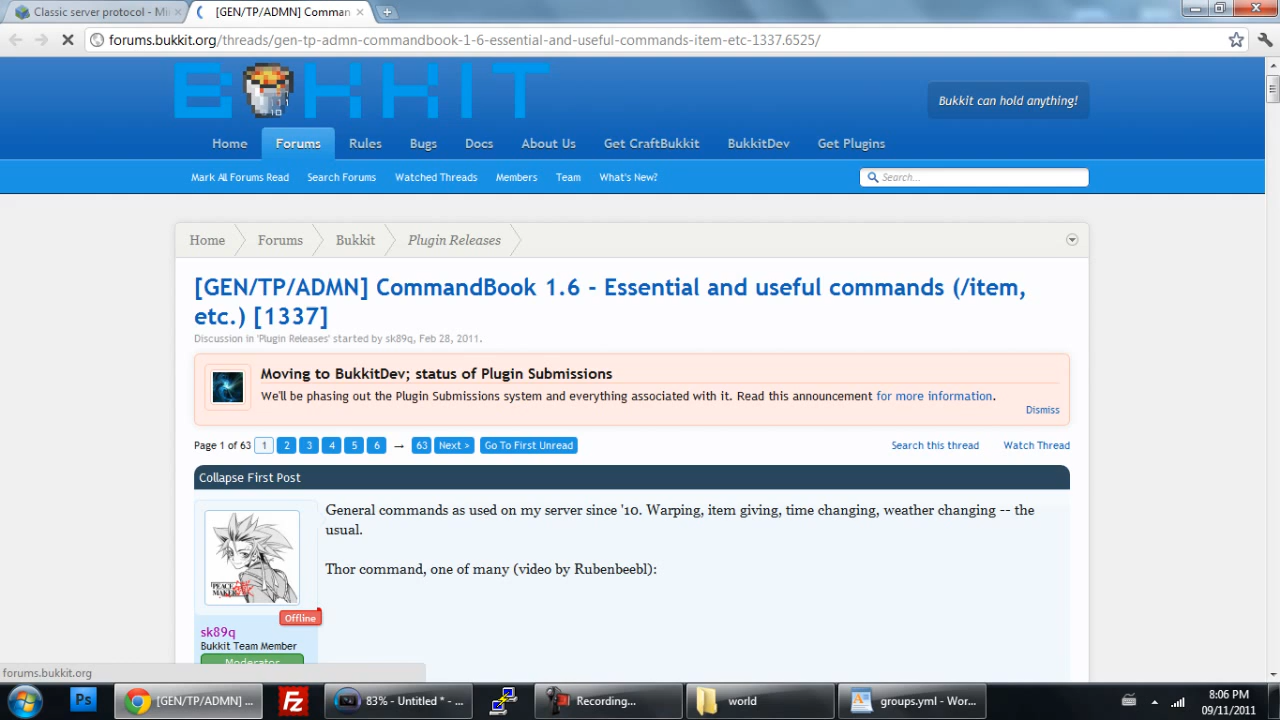 Classic server protocol - Mi
[GEN/TP/ADMN] Comman
forums.bukkit.org/threads/gen-tp-admn-commandbook-1-6-essential-and-useful-commands-item-etc-1337.6525/
BUKKIT
Bukkit can hold anything!
Home Forums Rules Bugs Docs About Us Get CraftBukkit BukkitDev Get Plugins
Mark All Forums Read Search Forums Watched Threads Members Team What's New?
Search...
Home Forums Bukkit Plugin Releases
[GEN/TP/ADMN] CommandBook 1.6 - Essential and useful commands (/item,
etc.) [1337]
Discussion in 'Plugin Releases' started by sk89q, Feb 28, 2011.
Moving to BukkitDev; status of Plugin Submissions
We'll be phasing out the Plugin Submissions system and everything associated with it. Read this announcement for more information.
Dismiss
Page 1 of 63 1 2 3 4 5 6 → 63 Next > Go To First Unread Search this thread Watch Thread
Collapse First Post
General commands as used on my server since '10. Warping, item giving, time changing, weather changing -- the
usual.
Thor command, one of many (video by Rubenbeebl):
PEACE
MAKER
Offline
sk89q
Bukkit Team Member
Moderator
forums.bukkit.org
Ps [GEN/TP/ADMN] ... Fz 83% - Untitled * - ... Recording... world groups.yml - Wor...
8:06 PM
09/11/2011